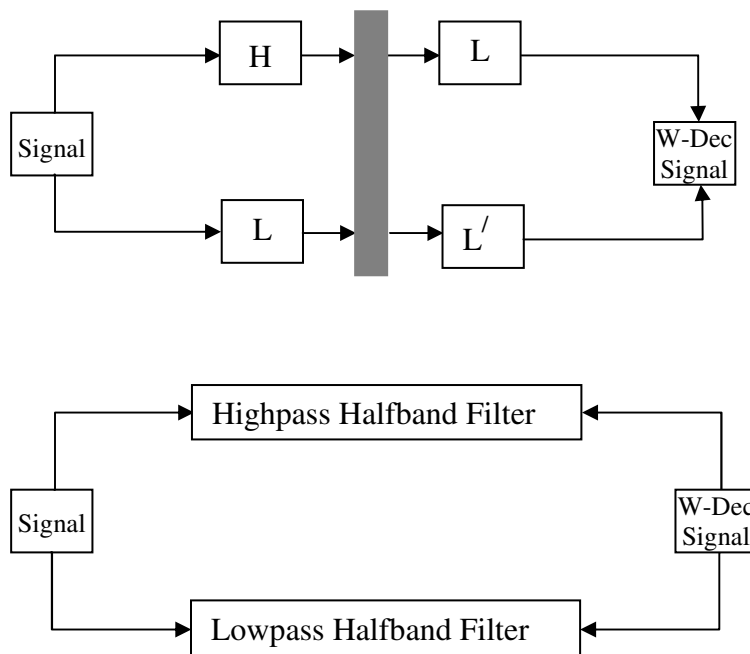 H
L
Signal
W-Dec
Signal
L
L/
Highpass Halfband Filter
Signal
W-Dec
Signal
Lowpass Halfband Filter